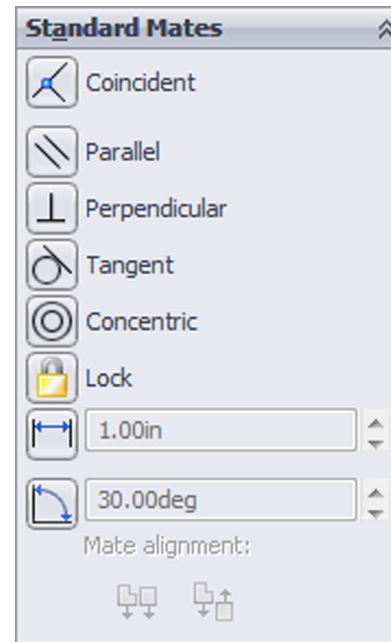 Standard Mates
Coincident
Parallel
Perpendicular
Tangent
Concentric
Lock
1.00in
30.00deg
Mate alignment: